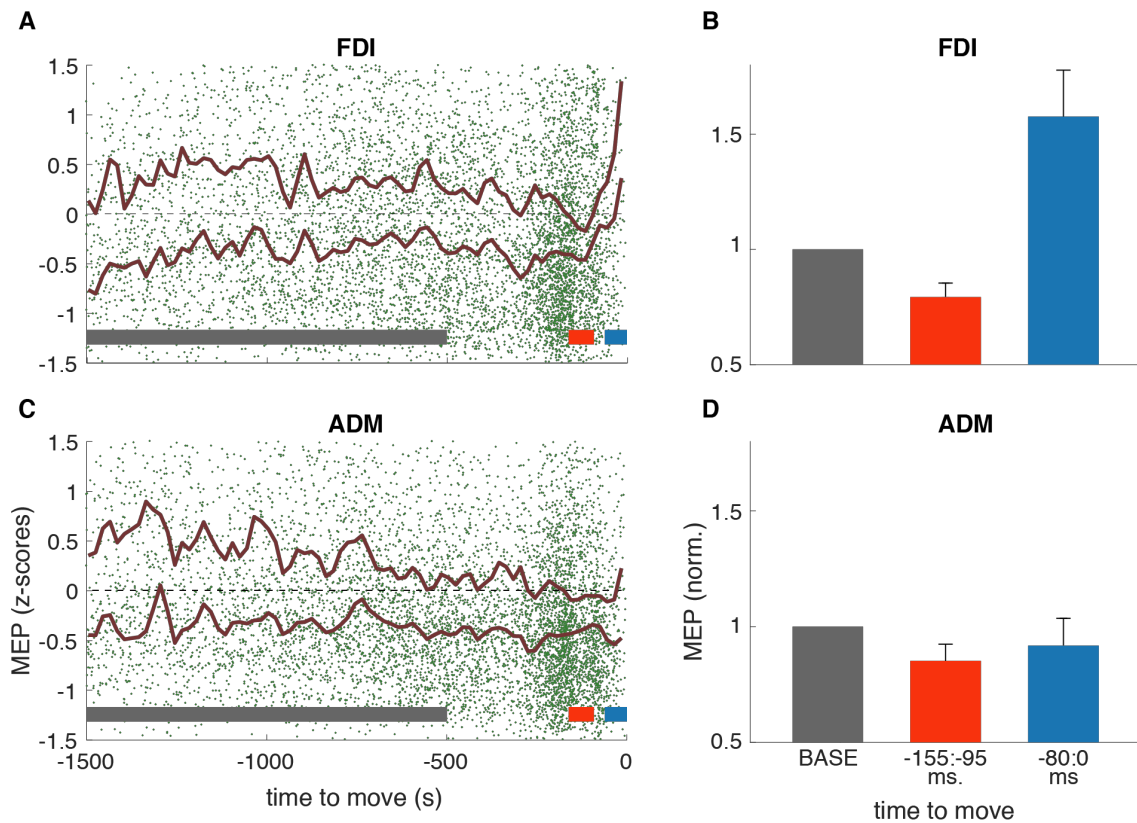 A
FDI
1.5
1
0.5
0
-0.5
-1
-1.5
B
FDI
1.5
1
0.5
C
ADM
MEP (z-scores)
1.5
1
0.5
0
-0.5
-1
-1.5
-1500
-1000
-500
0
time to move (s)
D
ADM
MEP (norm.)
1.5
1
0.5
BASE
-155:-95
ms.
-80:0
ms
time to move